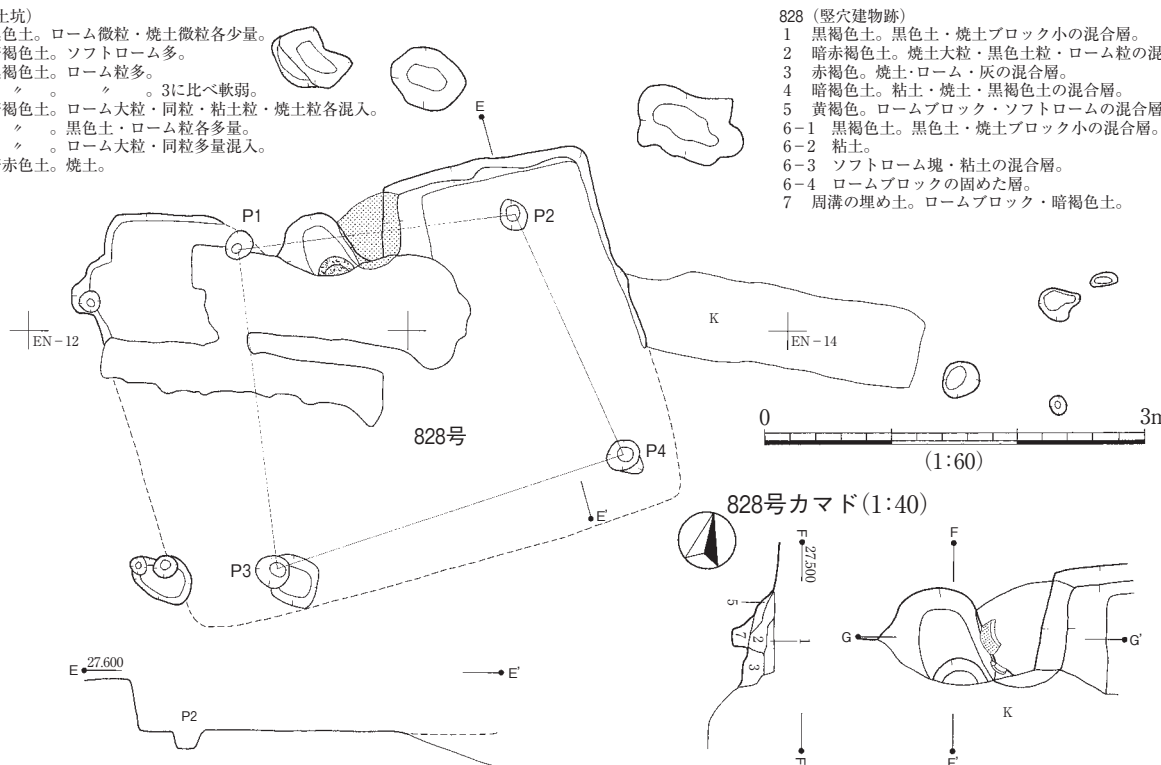 土坑)
色土。ローム微粒・焼土微粒各少量。
褐色土。ソフトローム多。
褐色土。ローム粒多。
〃 。 〃 。3に比べ軟弱。
褐色土。ローム大粒・同粒・粘土粒・焼土粒各混入。
〃 。黒色土・ローム粒各多量。
〃 。ローム大粒・同粒多量混入。
赤色土。焼土。
828（竪穴建物跡）
1 黒褐色土。黒色土・焼土ブロック小の混合層。
2 暗赤褐色土。焼土大粒・黒色土粒・ローム粒の混
3 赤褐色。焼土・ローム・灰の混合層。
4 暗褐色土。粘土・焼土・黒褐色土の混合層。
5 黄褐色。ロームブロック・ソフトロームの混合層
6-1 黒褐色土。黒色土・焼土ブロック小の混合層。
6-2 粘土。
6-3 ソフトローム塊・粘土の混合層。
6-4 ロームブロックの固めた層。
7 周溝の埋め土。ロームブロック・暗褐色土。
E
P1
P2
K
EN-12
EN-14
828号
P4
E'
P3
0 3m
(1:60)
828号カマド(1:40)
E 27.600
E'
P2
F
27.500
5
7
2
1
3
F'
F
G
G'
K
F'